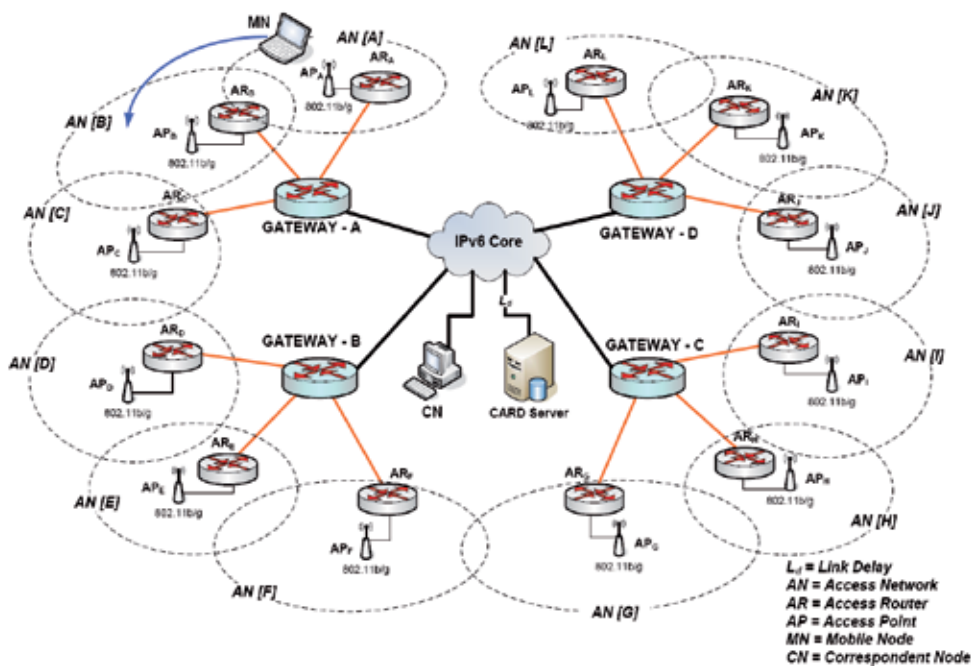 MN
AN [A]
AP_A
AR_A
802.11b/g
AN [L]
AR_L
AP_L
802.11b/g
AN [K]
AR_K
AP_K
802.11b/g
AN [B]
AR_B
AP_B
802.11b/g
GATEWAY - A
AN [C]
AR_C
AP_C
802.11b/g
IPv6 Core
GATEWAY - D
AN [J]
AR_J
AP_J
802.11b/g
L_d
AN [D]
AR_D
AP_D
802.11b/g
GATEWAY - B
CN
CARD Server
GATEWAY - C
AN [I]
AR_I
AP_I
802.11b/g
AN [E]
AR_E
AP_E
802.11b/g
AN [F]
AR_F
AP_F
802.11b/g
AN [G]
AR_G
AP_G
802.11b/g
AN [H]
AR_H
AP_H
802.11b/g
L_d = Link Delay
AN = Access Network
AR = Access Router
AP = Access Point
MN = Mobile Node
CN = Correspondent Node